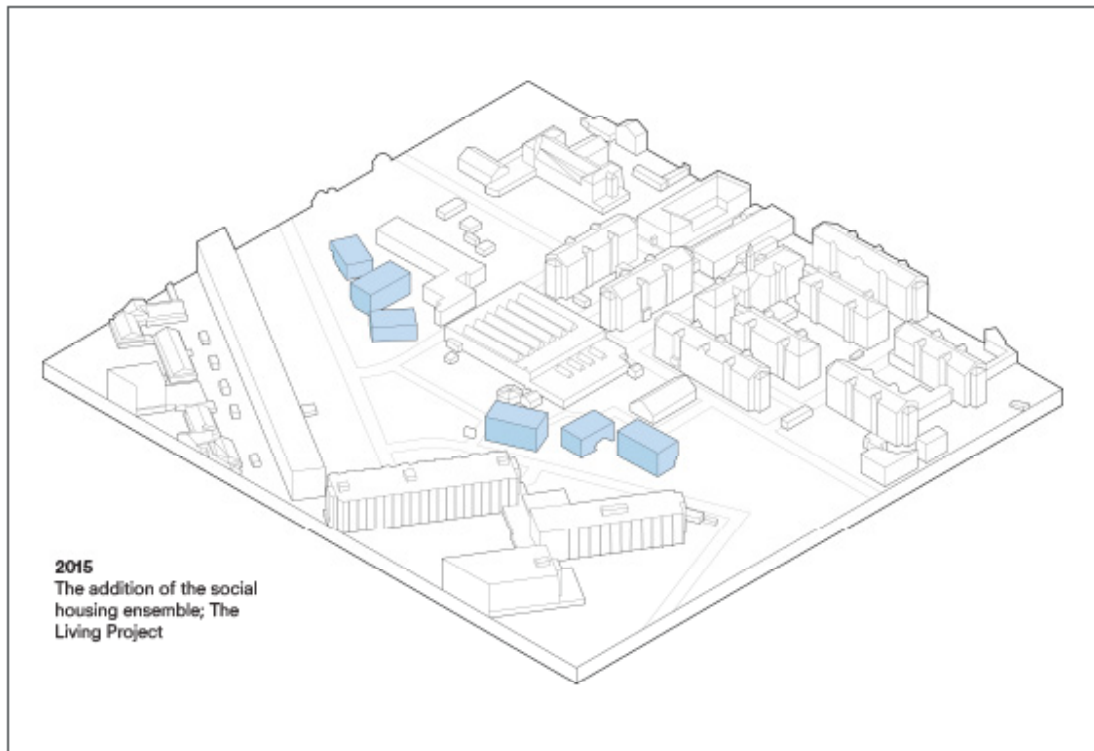 2015
The addition of the social
housing ensemble; The
Living Project